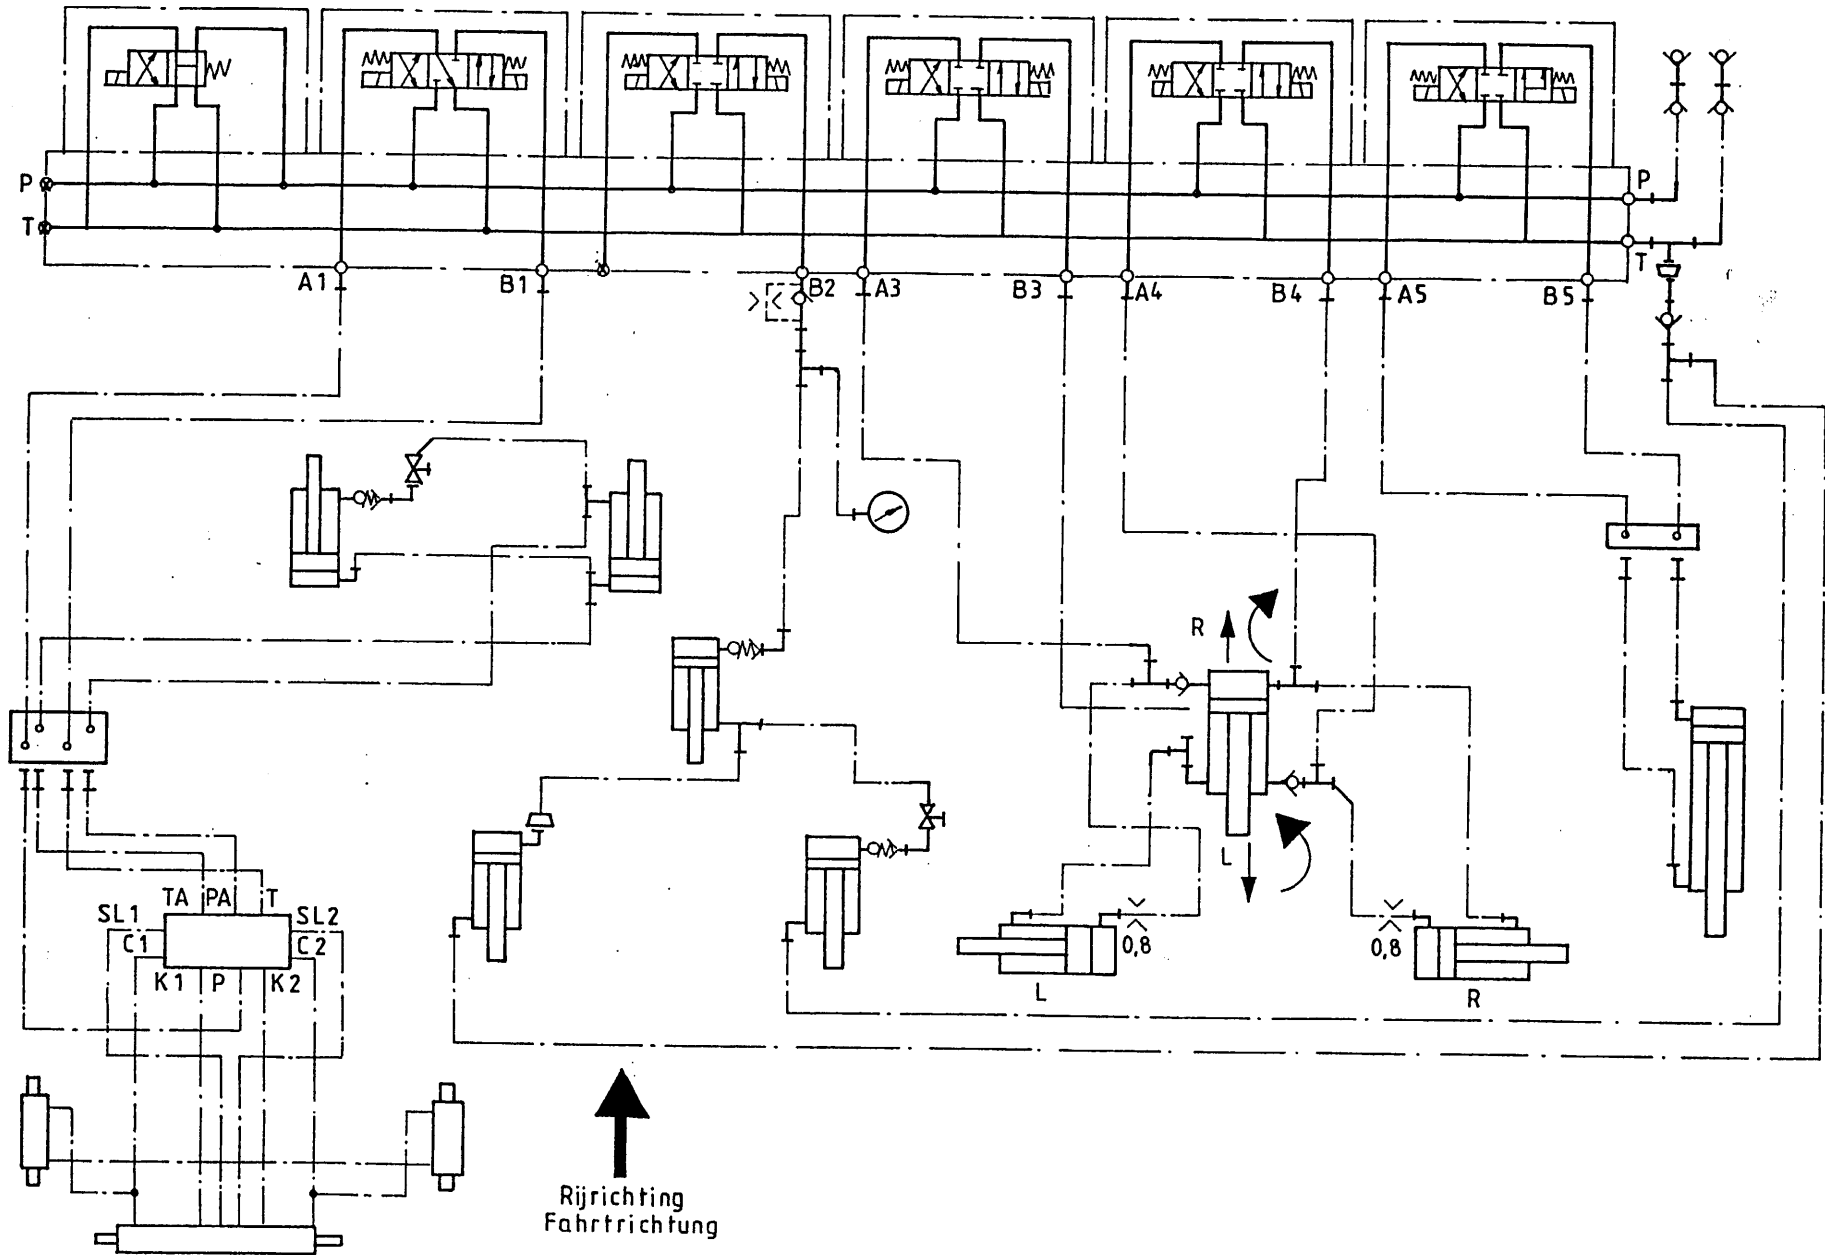 P
T
P
T
A1
B1
B2
A3
B3
A4
B4
A5
B5
R
L
TA PA T
SL1
SL2
C1
C2
K1 P K2
0,8
0,8
L
R
Rijrichting
Fahrtrichtung